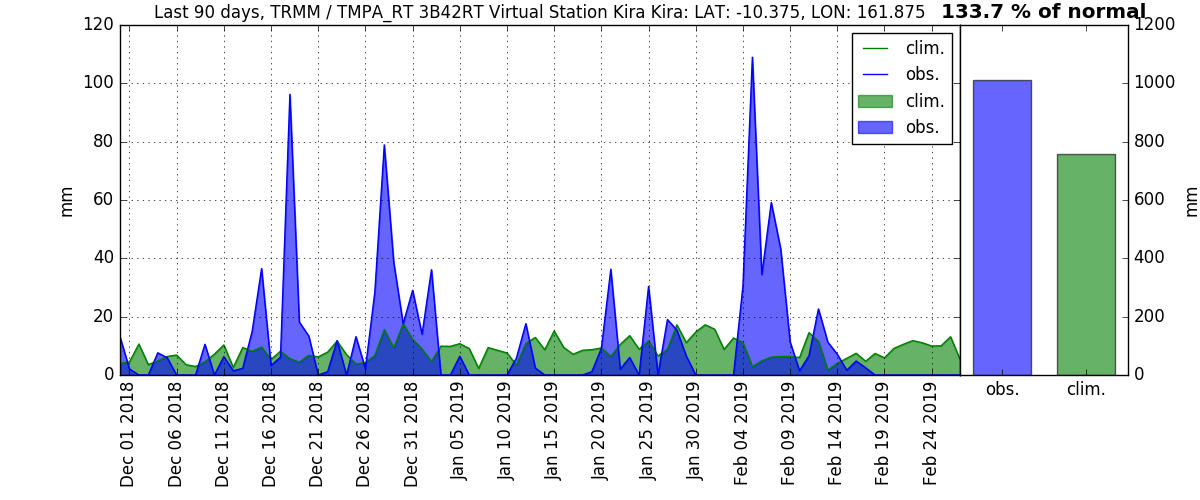 Last 90 days, TRMM / TMPA_RT 3B42RT Virtual Station Kira Kira: LAT: -10.375, LON: 161.875 133.7 % of normal
120
100
80
60
40
20
0
mm
clim.
obs.
clim.
obs.
1200
1000
800
600
400
200
0
mm
Dec 01 2018
Dec 06 2018
Dec 11 2018
Dec 16 2018
Dec 21 2018
Dec 26 2018
Dec 31 2018
Jan 05 2019
Jan 10 2019
Jan 15 2019
Jan 20 2019
Jan 25 2019
Jan 30 2019
Feb 04 2019
Feb 09 2019
Feb 14 2019
Feb 19 2019
Feb 24 2019
obs.
clim.